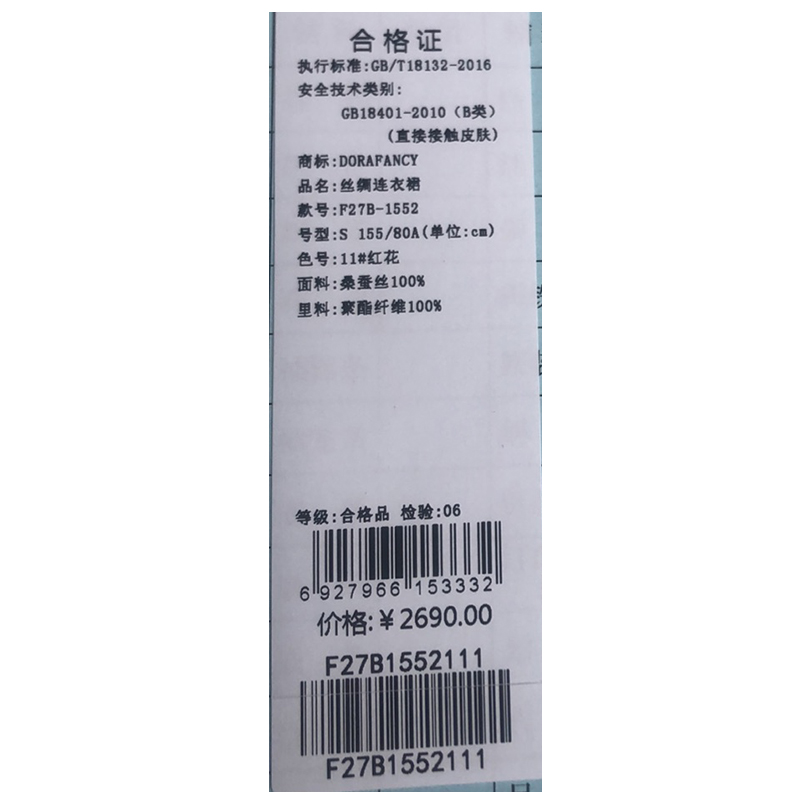 合格证
执行标准:GB/T18132-2016
安全技术类别:
GB18401-2010（B类）
(直接接触皮肤)
商标:DORAFANCY
品名:丝绸连衣裙
款号:F27B-1552
号型:S 155/80A(单位:cm)
色号:11#红花
面料:桑蚕丝100%
里料:聚酯纤维100%
等级:合格品 检验:06
6 927966 153332
价格:￥2690.00
F27B1552111
F27B1552111